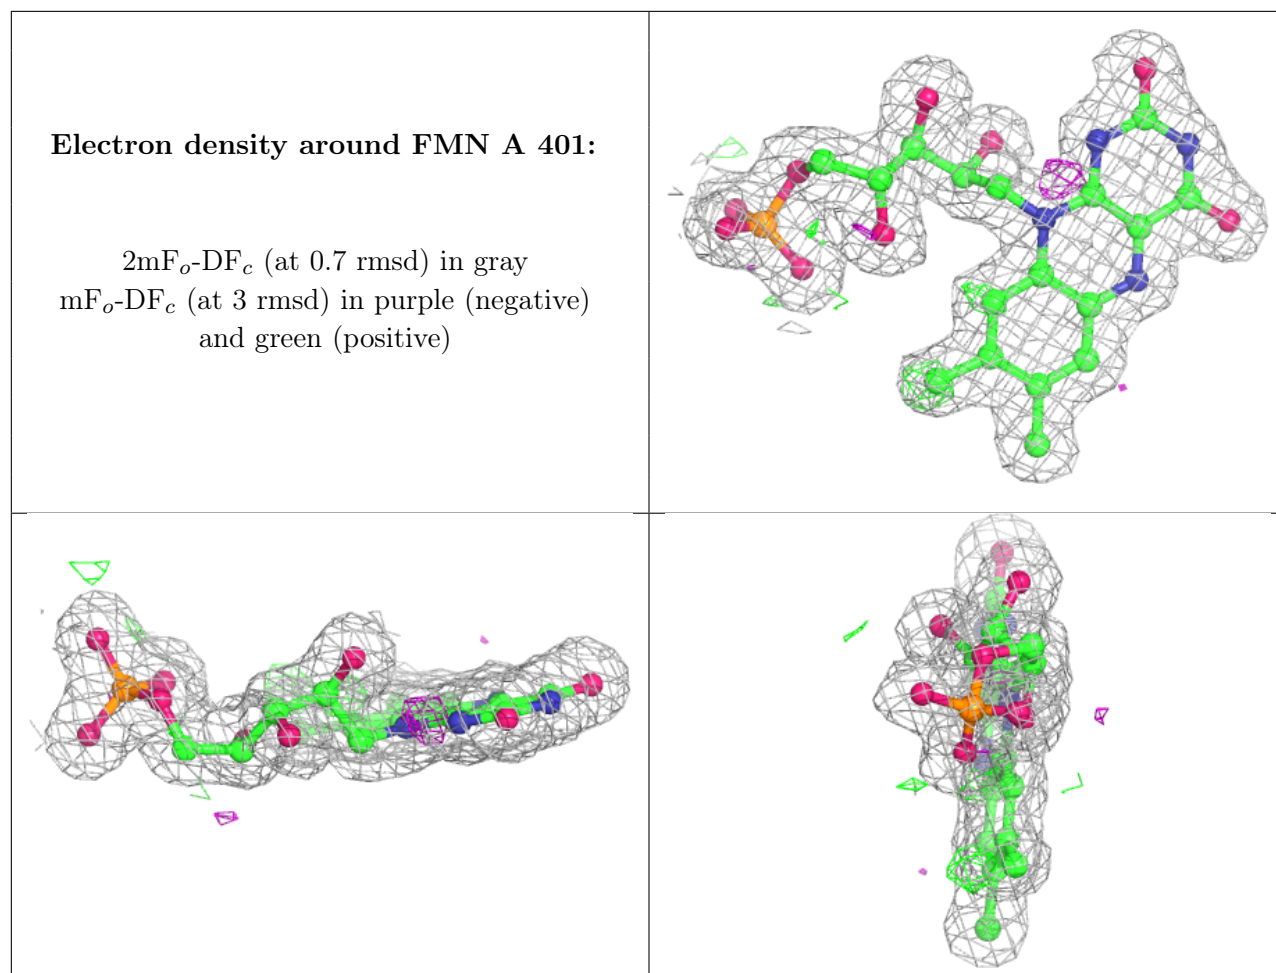 Electron density around FMN A 401:
2mFₒ-DF𝒸 (at 0.7 rmsd) in gray
mFₒ-DF𝒸 (at 3 rmsd) in purple (negative)
and green (positive)